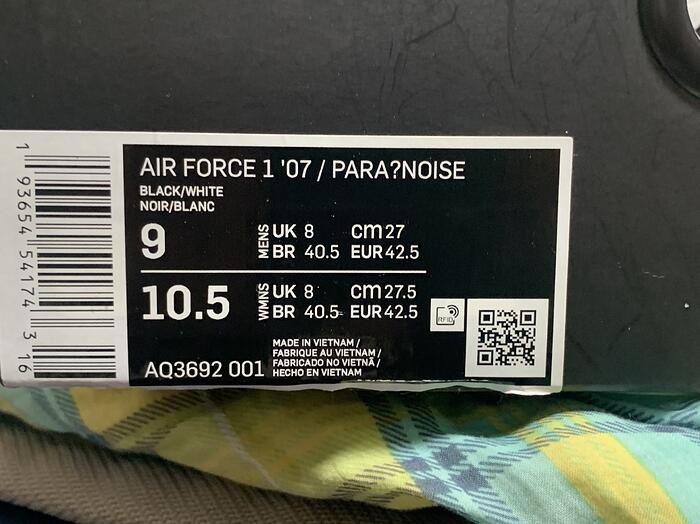 AIR FORCE 1 '07 / PARA?NOISE
BLACK/WHITE
NOIR/BLANC
9 MENS UK 8 cm 27
BR 40.5 EUR 42.5
10.5 WMNS UK 8 cm 27.5
BR 40.5 EUR 42.5
RFID
MADE IN VIETNAM /
FABRIQUE AU VIETNAM /
FABRICADO NO VIETNÃ /
HECHO EN VIETNAM
AQ3692 001
1 93654 54174 3 16